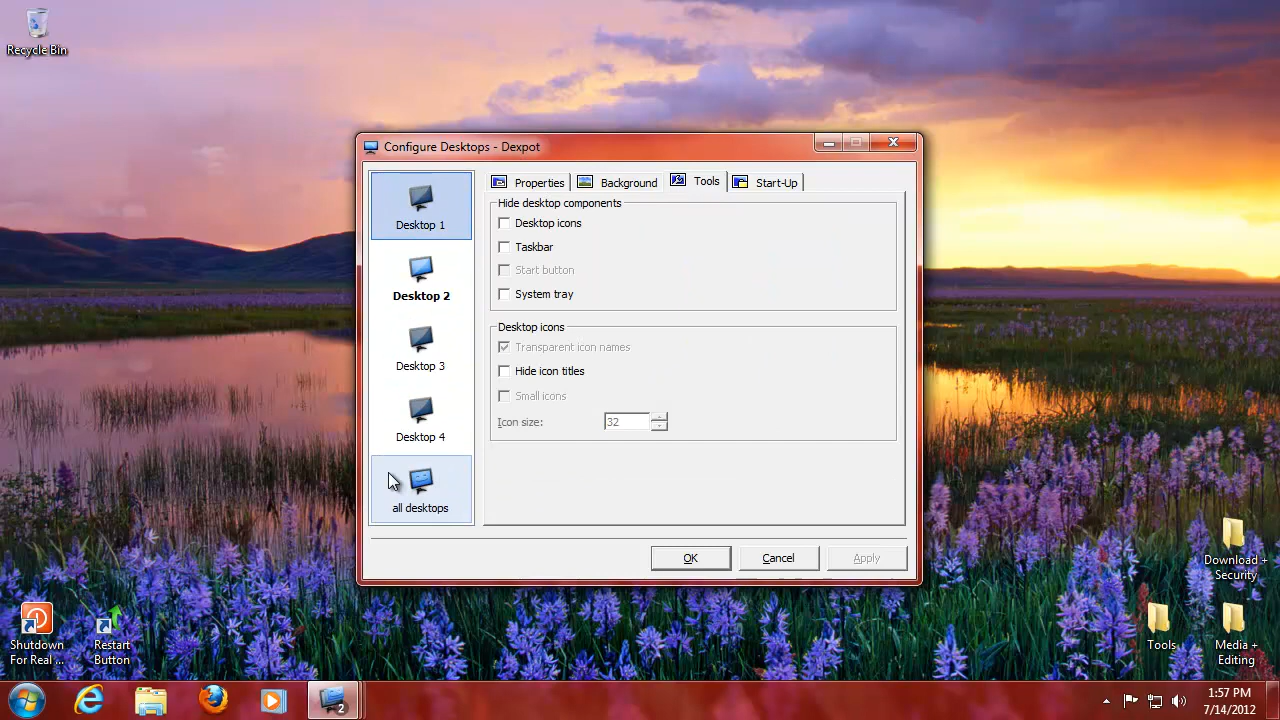 Recycle Bin
Configure Desktops - Dexpot
Desktop 1
Desktop 2
Desktop 3
Desktop 4
all desktops
Properties
Background
Tools
Start-Up
Hide desktop components
Desktop icons
Taskbar
Start button
System tray
Desktop icons
Transparent icon names
Hide icon titles
Small icons
Icon size:
32
OK
Cancel
Apply
Download +
Security
Shutdown
For Real ...
Restart
Button
Tools
Media +
Editing
2
1:57 PM
7/14/2012